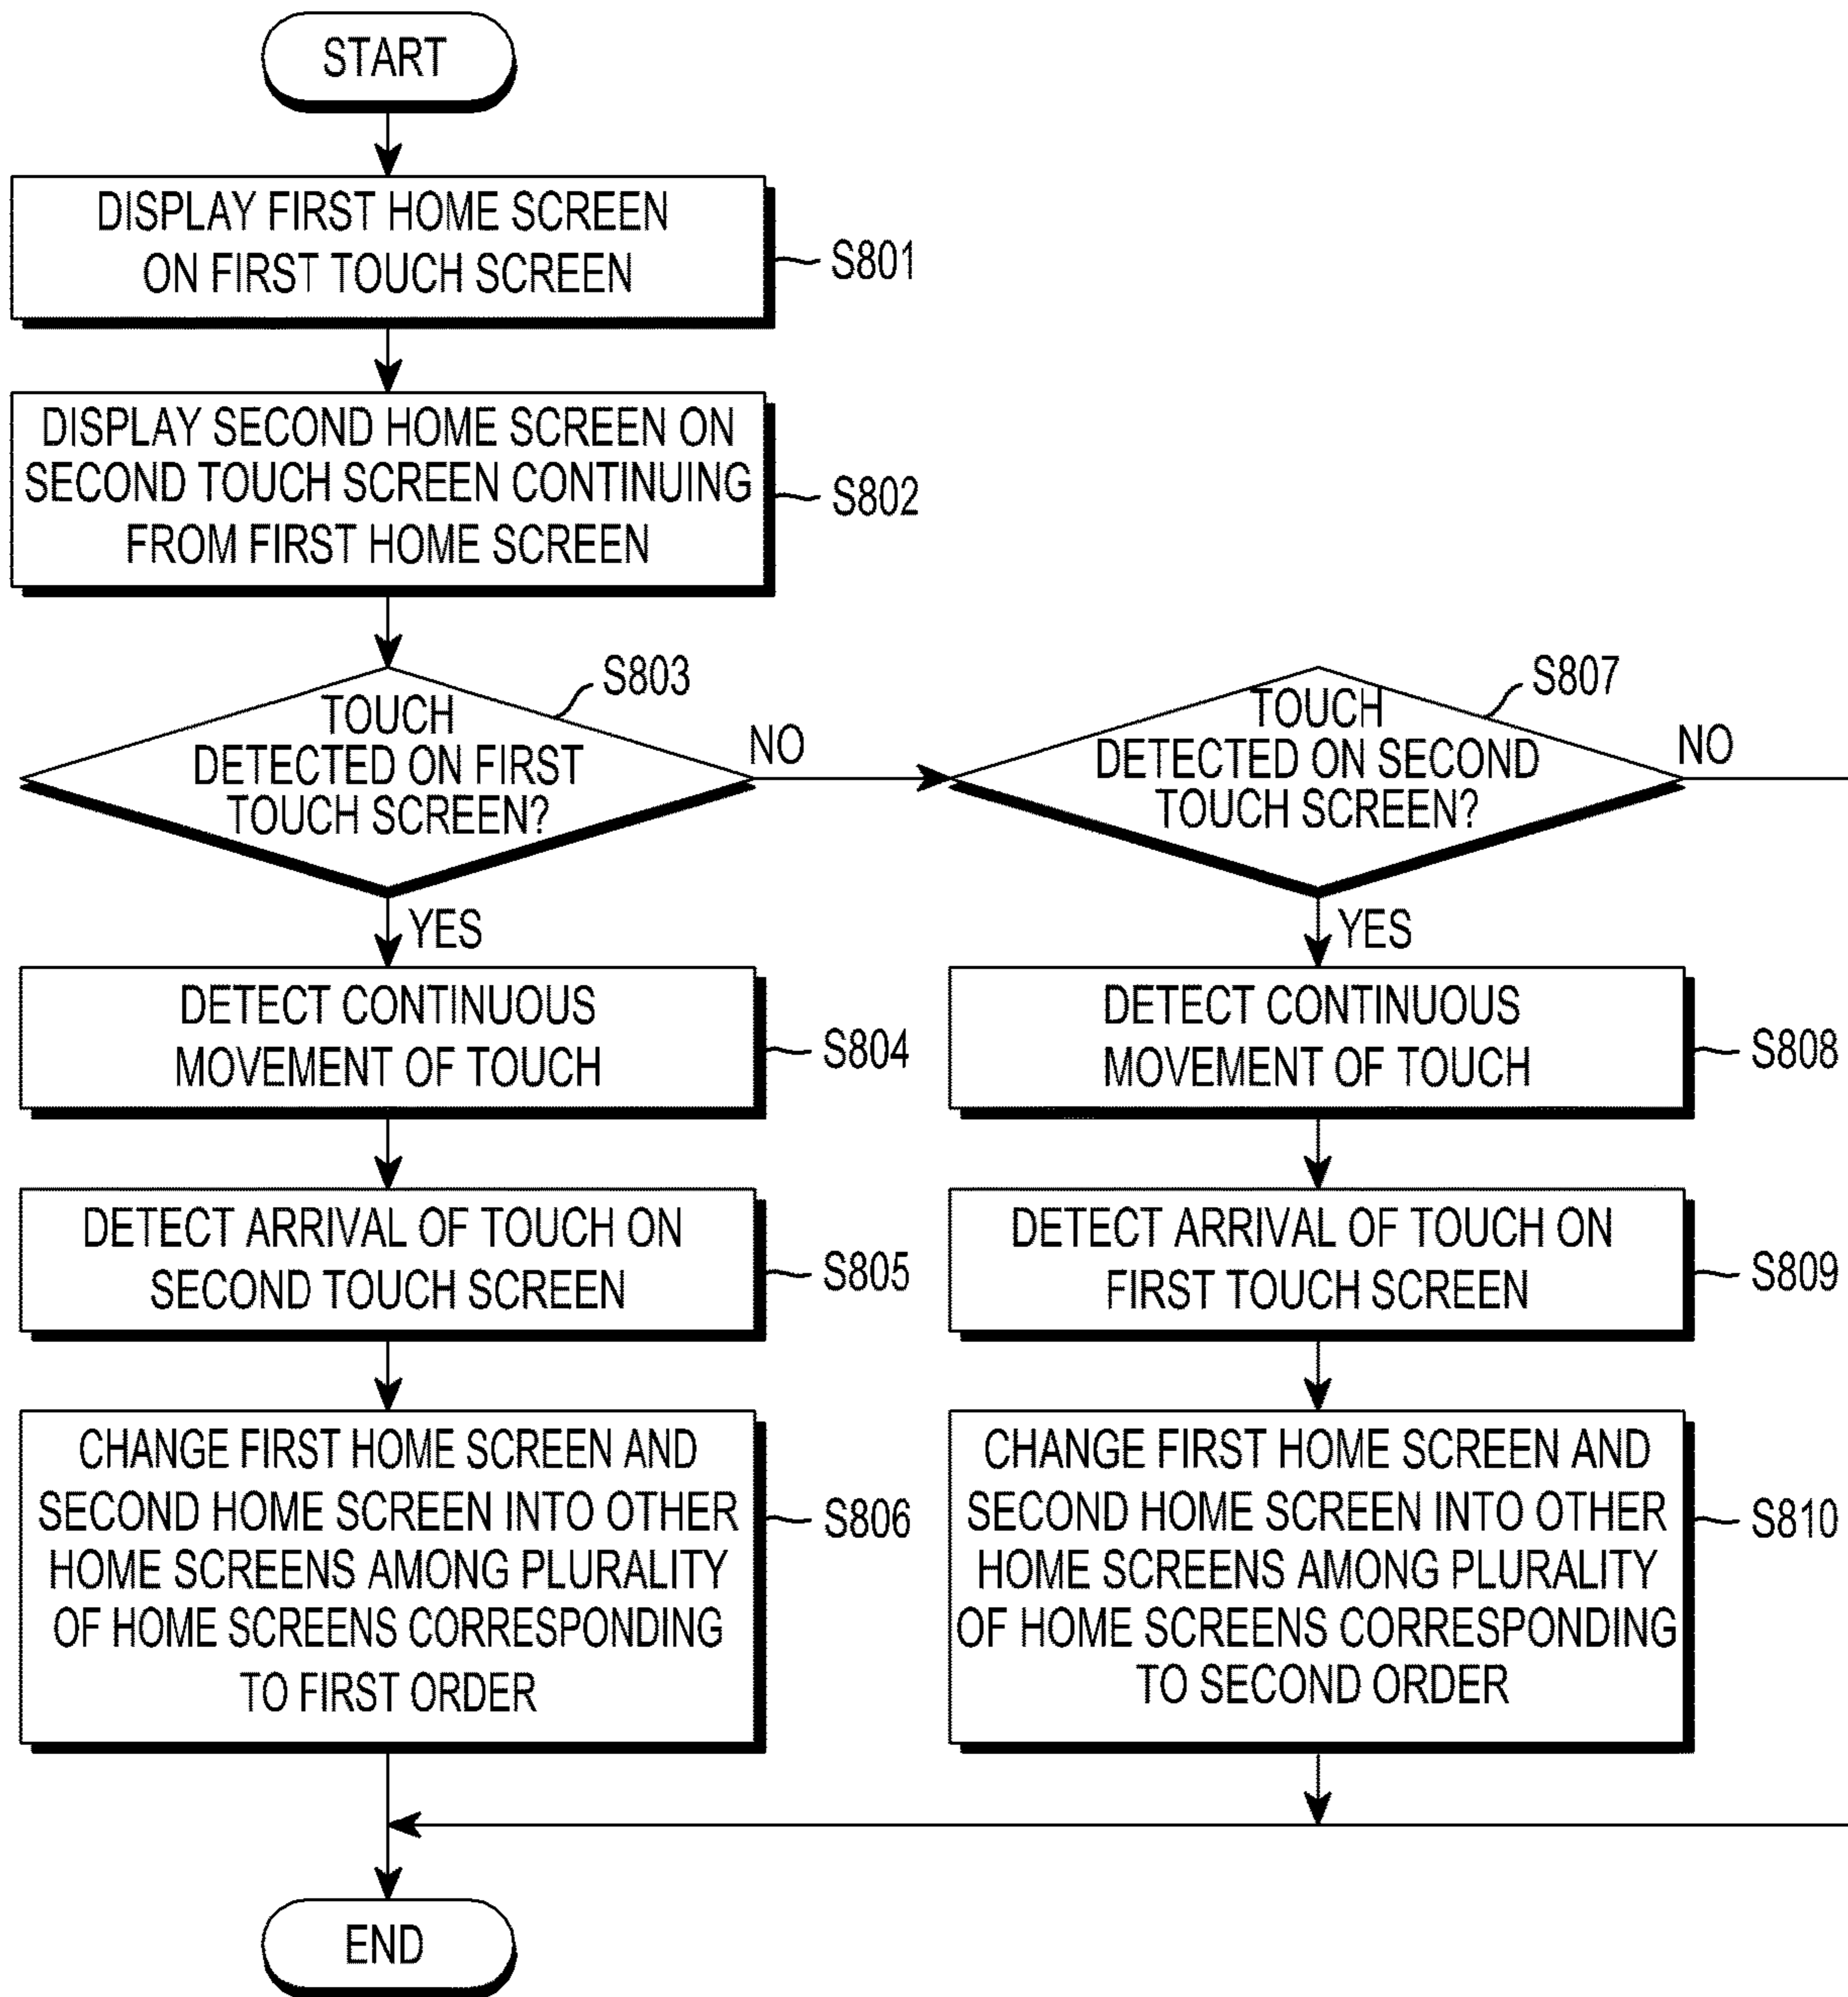 START
DISPLAY FIRST HOME SCREEN
ON FIRST TOUCH SCREEN
S801
DISPLAY SECOND HOME SCREEN ON
SECOND TOUCH SCREEN CONTINUING
FROM FIRST HOME SCREEN
S802
S803
TOUCH
DETECTED ON FIRST
TOUCH SCREEN?
NO
YES
DETECT CONTINUOUS
MOVEMENT OF TOUCH
S804
DETECT ARRIVAL OF TOUCH ON
SECOND TOUCH SCREEN
S805
CHANGE FIRST HOME SCREEN AND
SECOND HOME SCREEN INTO OTHER
HOME SCREENS AMONG PLURALITY
OF HOME SCREENS CORRESPONDING
TO FIRST ORDER
S806
S807
TOUCH
DETECTED ON SECOND
TOUCH SCREEN?
NO
YES
DETECT CONTINUOUS
MOVEMENT OF TOUCH
S808
DETECT ARRIVAL OF TOUCH ON
FIRST TOUCH SCREEN
S809
CHANGE FIRST HOME SCREEN AND
SECOND HOME SCREEN INTO OTHER
HOME SCREENS AMONG PLURALITY
OF HOME SCREENS CORRESPONDING
TO SECOND ORDER
S810
END